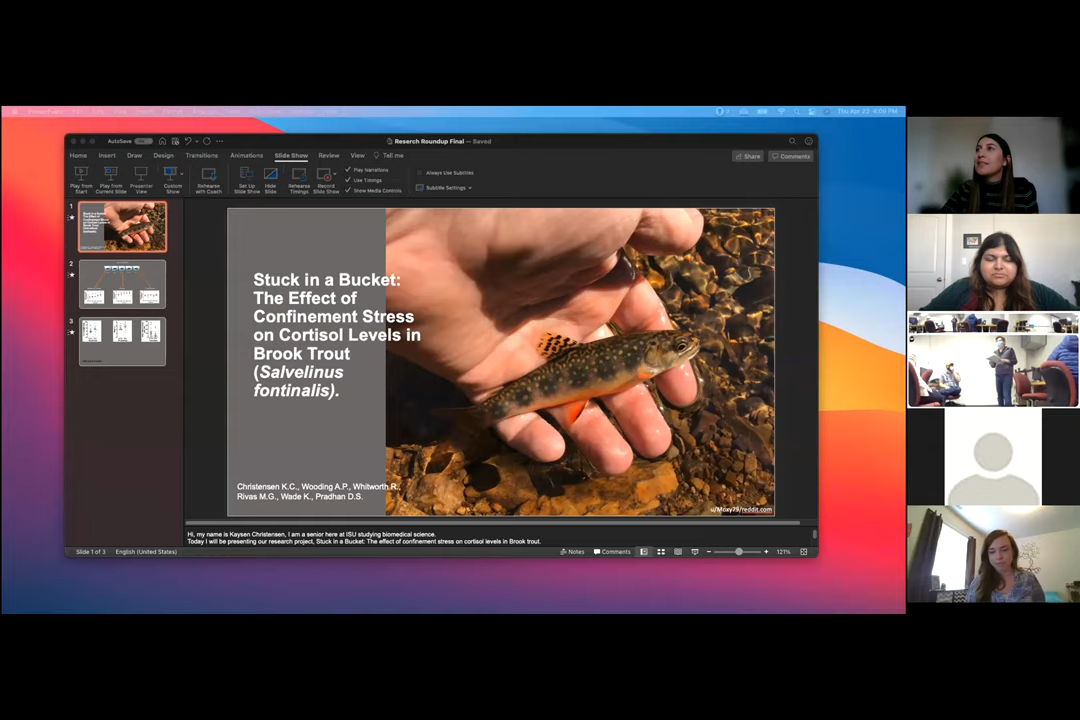 Thu Apr 22 4:09 PM
AutoSave
Reserch Roundup Final — Saved
Home Insert Draw Design Transitions Animations Slide Show Review View Tell me
Share Comments
Play from Start
Play from Current Slide
Presenter View
Custom Show
Rehearse with Coach
Set Up Slide Show
Hide Slide
Rehearse Timings
Record Slide Show
Play Narrations
Use Timings
Show Media Controls
Always Use Subtitles
Subtitle Settings
1
2
3
Stuck in a Bucket:
The Effect of
Confinement Stress
on Cortisol Levels in
Brook Trout
(Salvelinus
fontinalis).
Christensen K.C., Wooding A.P., Whitworth R.,
Rivas M.G., Wade K., Pradhan D.S.
u/Moxy79/reddit.com
Hi, my name is Kaysen Christensen, I am a senior here at ISU studying biomedical science.
Today I will be presenting our research project, Stuck in a Bucket: The effect of confinement stress on cortisol levels in Brook trout.
Slide 1 of 3 English (United States) Notes Comments 121%